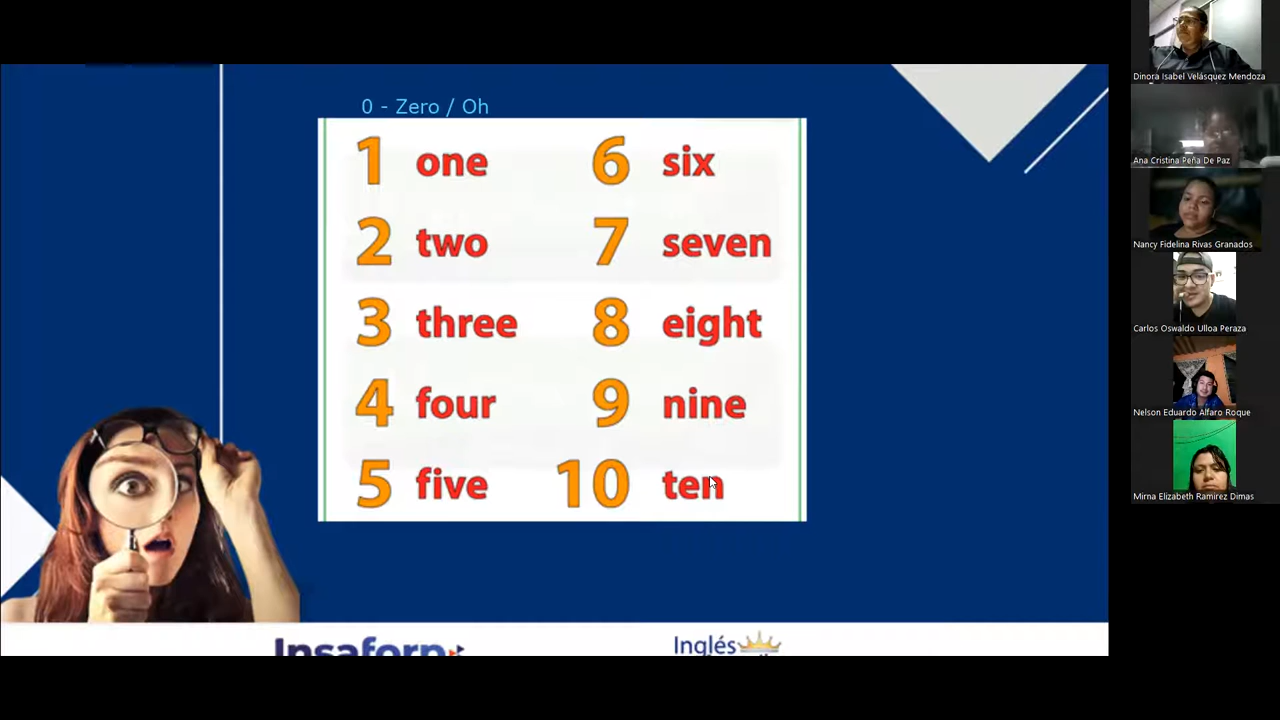 0 - Zero / Oh
1 one
2 two
3 three
4 four
5 five
6 six
7 seven
8 eight
9 nine
10 ten
Insaforp
Inglés
Dinora Isabel Velásquez Mendoza
Ana Cristina Peña De Paz
Nancy Fidelina Rivas Granados
Carlos Oswaldo Ulloa Peraza
Nelson Eduardo Alfaro Roque
Mirna Elizabeth Ramirez Dimas